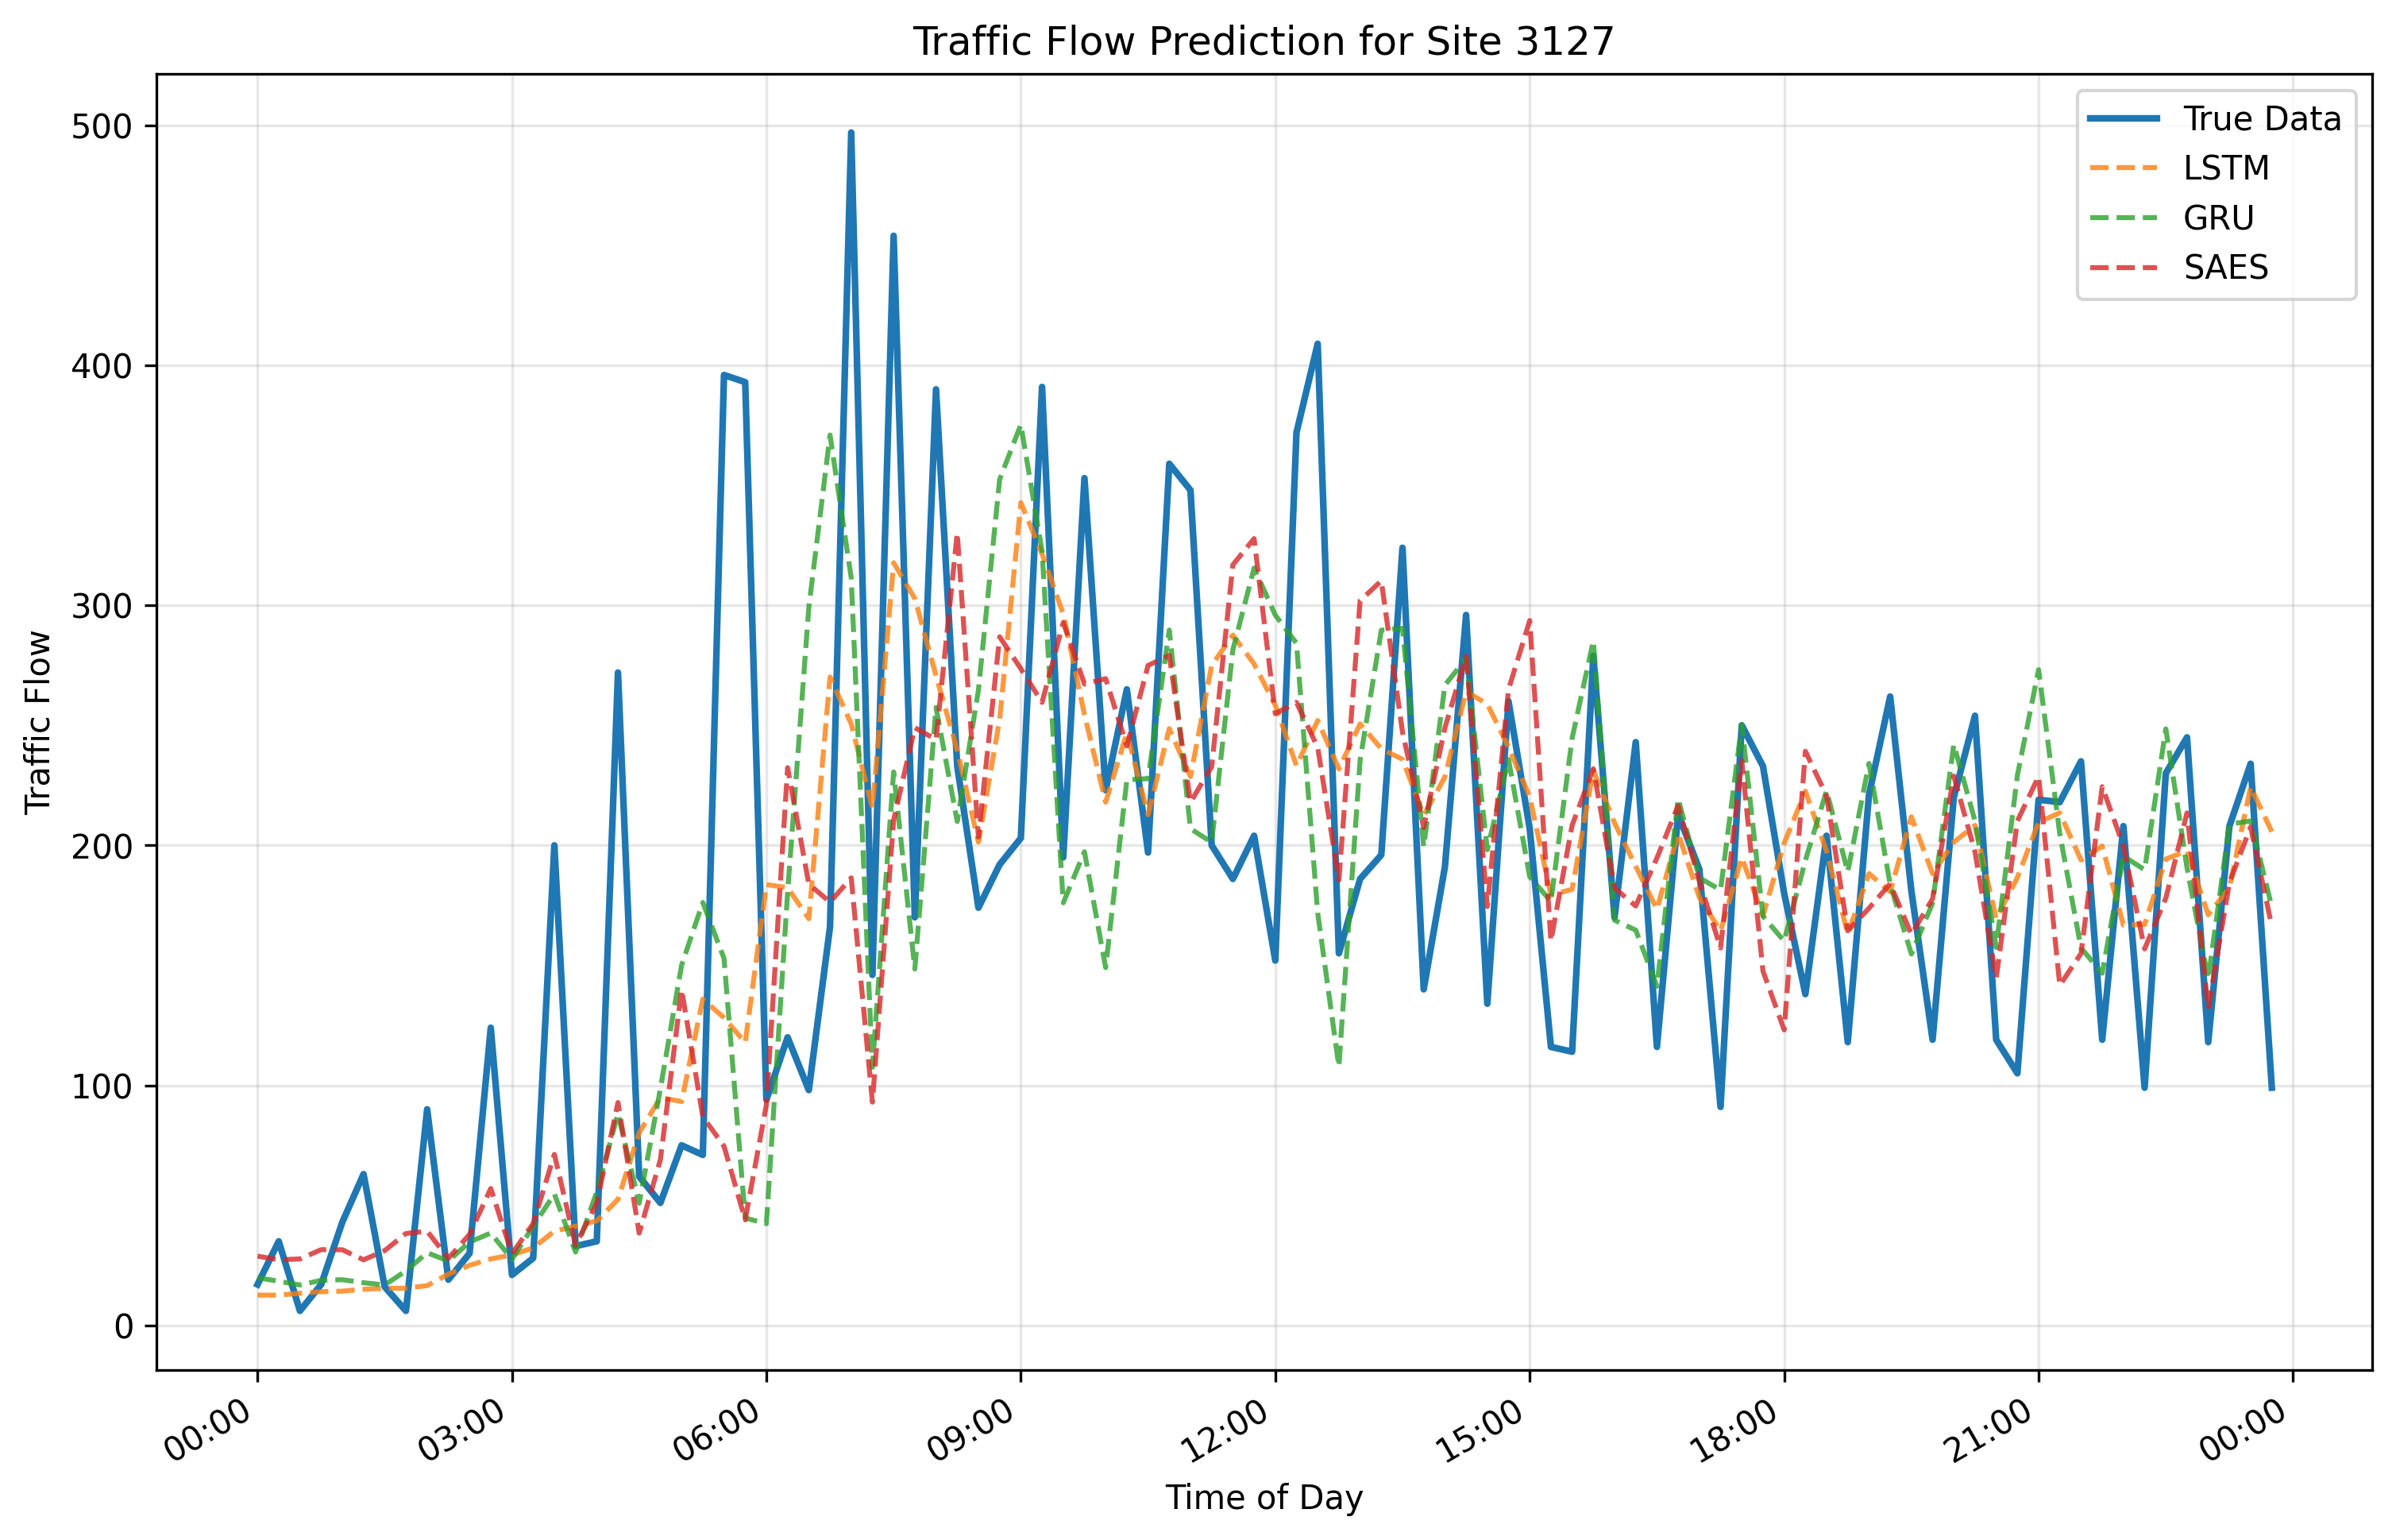 Traffic Flow Prediction for Site 3127
True Data
LSTM
GRU
SAES
Traffic Flow
500
400
300
200
100
0
00:00
03:00
06:00
09:00
12:00
15:00
18:00
21:00
00:00
Time of Day